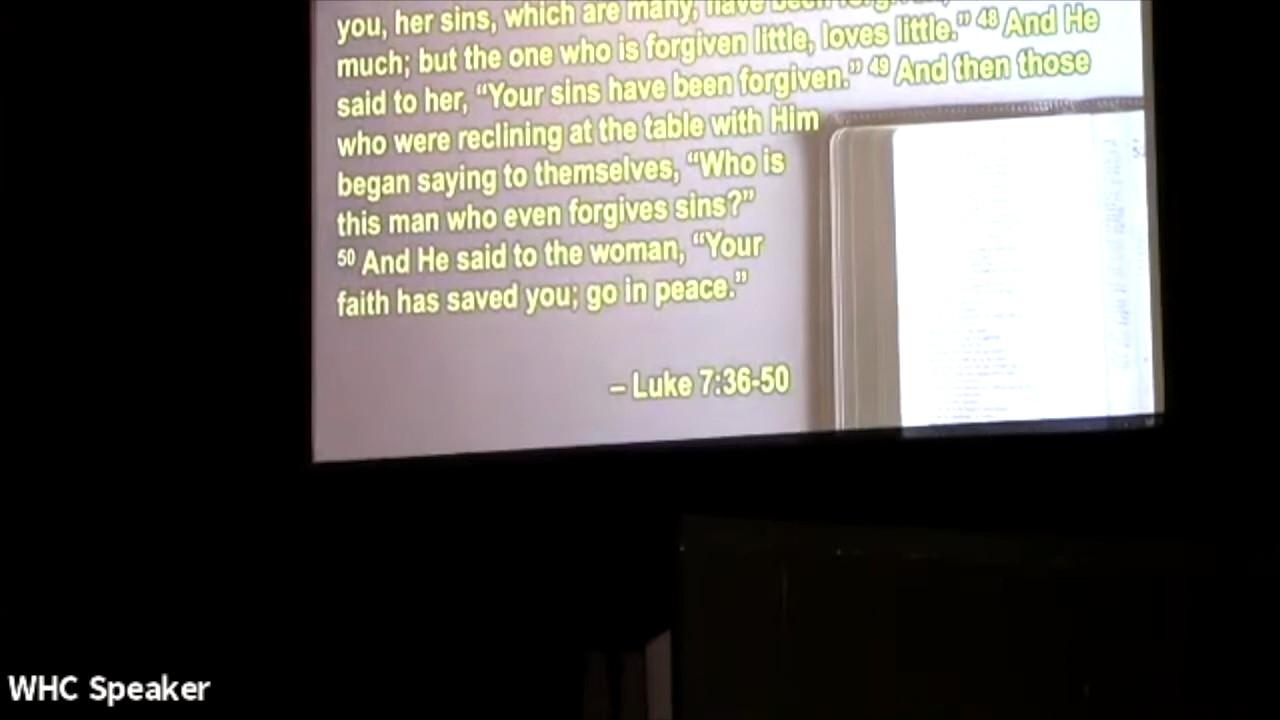 you, her sins, which are many, have been
much; but the one who is forgiven little, loves little.” 48 And He
said to her, “Your sins have been forgiven.” 49 And then those
who were reclining at the table with Him
began saying to themselves, “Who is
this man who even forgives sins?”
50 And He said to the woman, “Your
faith has saved you; go in peace.”
– Luke 7:36-50
WHC Speaker